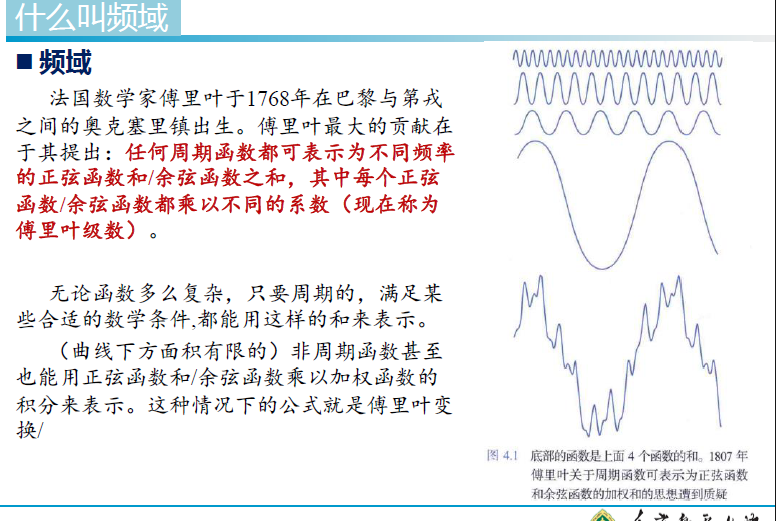 什么叫频域
■ 频域
法国数学家傅里叶于1768年在巴黎与第戎
之间的奥克塞里镇出生。傅里叶最大的贡献在
于其提出：任何周期函数都可表示为不同频率
的正弦函数和/余弦函数之和，其中每个正弦
函数/余弦函数都乘以不同的系数（现在称为
傅里叶级数）。
无论函数多么复杂，只要周期的，满足某
些合适的数学条件,都能用这样的和来表示。
（曲线下方面积有限的）非周期函数甚至
也能用正弦函数和/余弦函数乘以加权函数的
积分来表示。这种情况下的公式就是傅里叶变
换/
图 4.1 底部的函数是上面 4 个函数的和。1807 年
傅里叶关于周期函数可表示为正弦函数
和余弦函数的加权和的思想遭到质疑